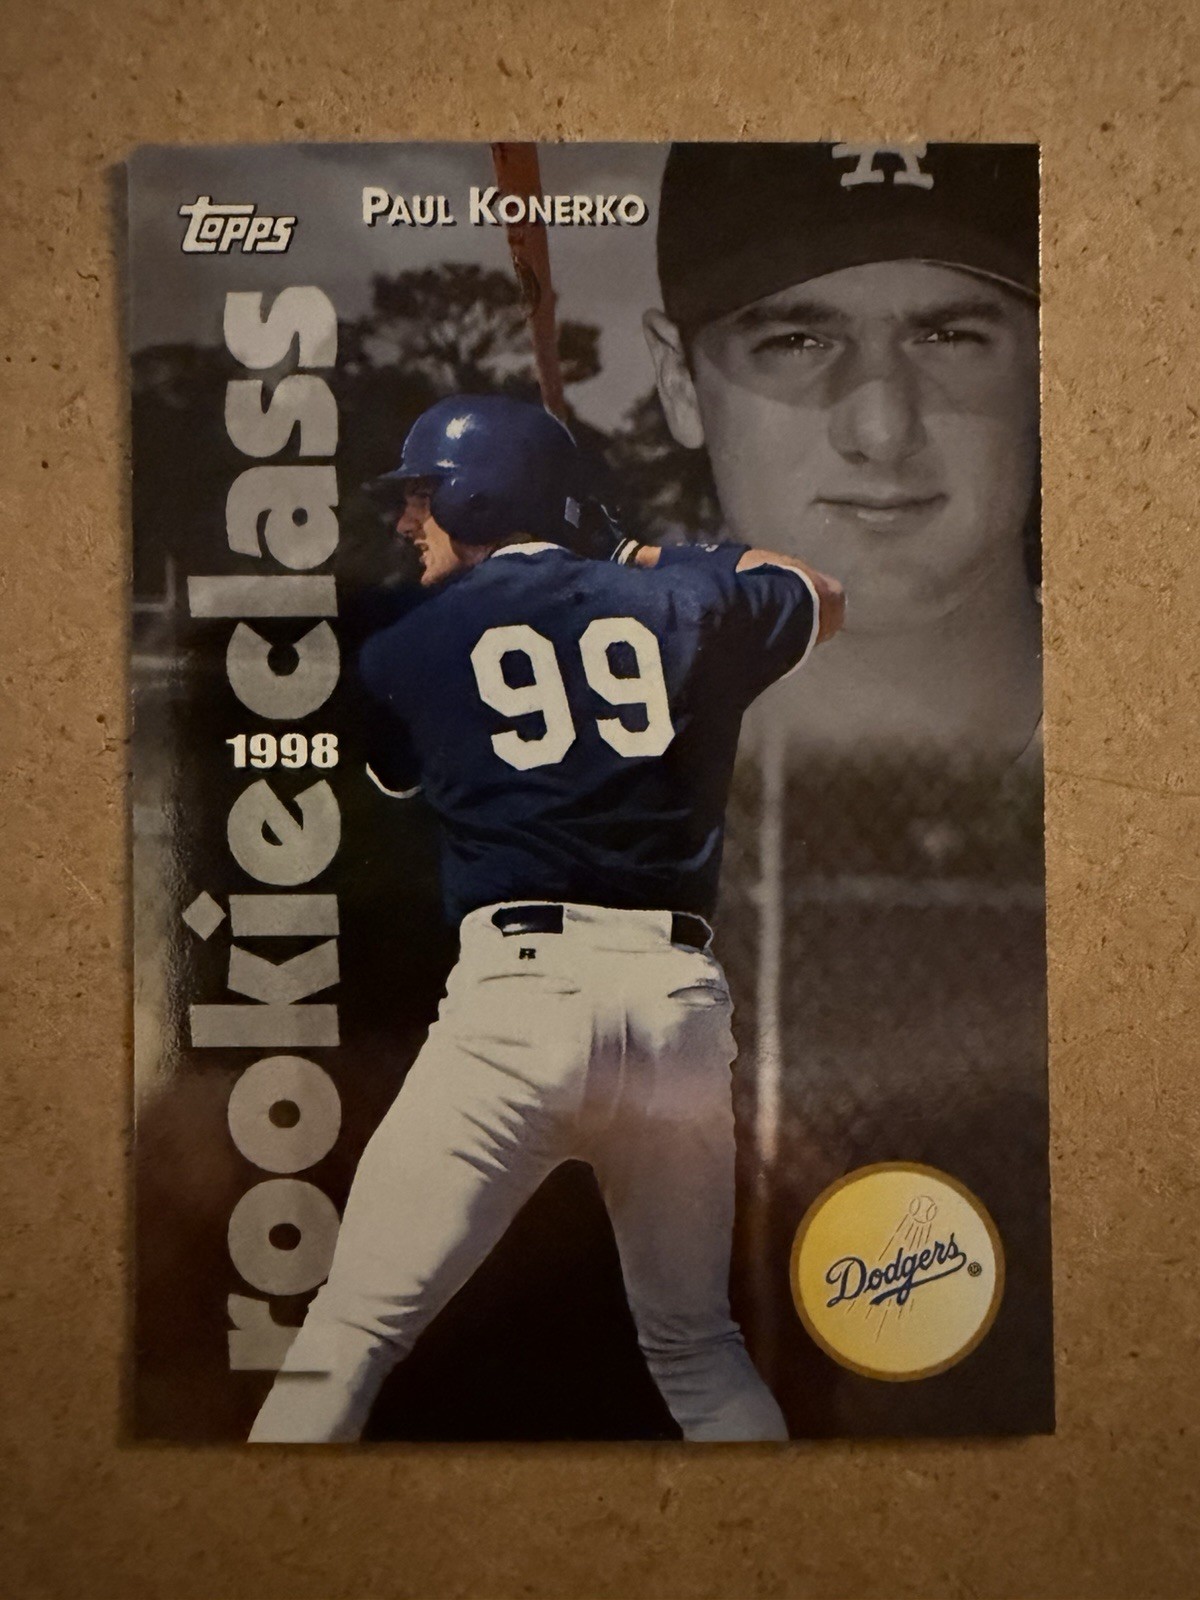 Topps
PAUL KONERKO
rookie class
1998
99
R
Dodgers